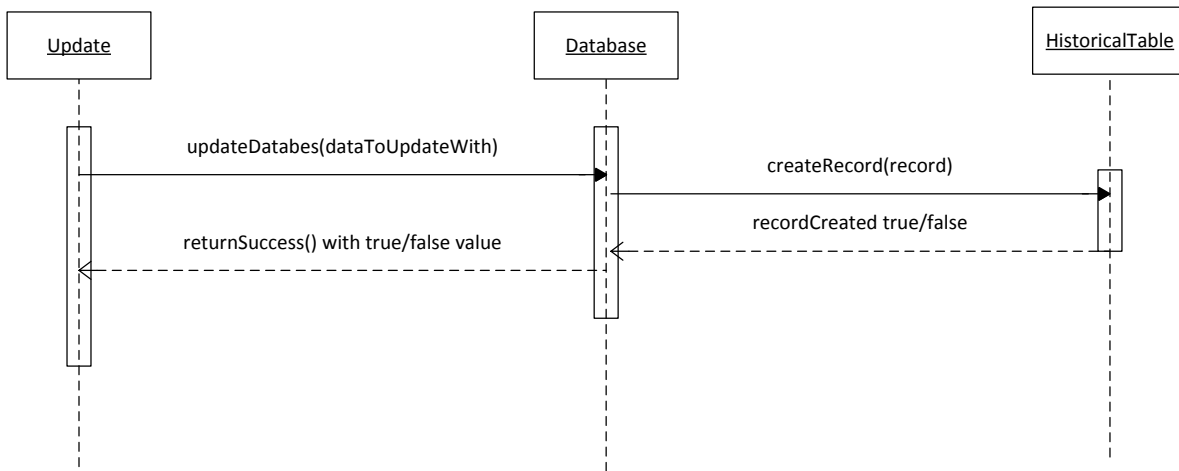 Update
Database
HistoricalTable
updateDatabes(dataToUpdateWith)
createRecord(record)
recordCreated true/false
returnSuccess() with true/false value